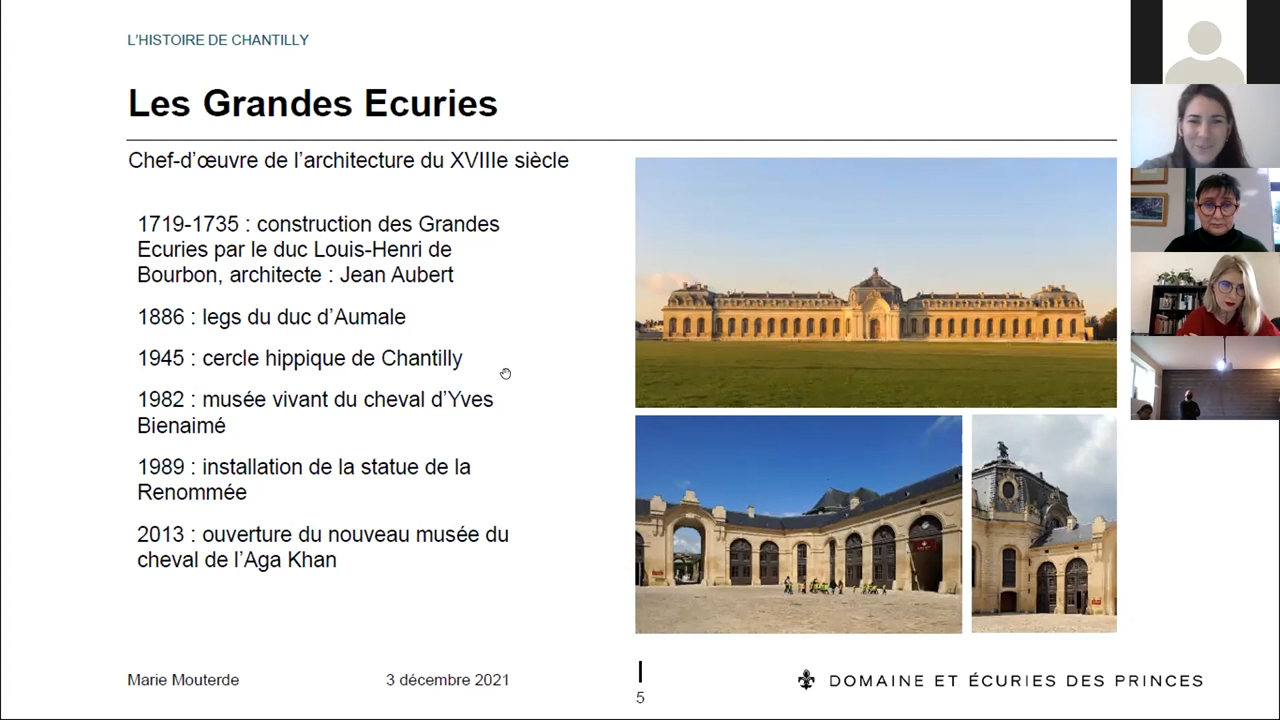 L'HISTOIRE DE CHANTILLY
Les Grandes Ecuries
Chef-d'œuvre de l'architecture du XVIIIe siècle
1719-1735 : construction des Grandes
Ecuries par le duc Louis-Henri de
Bourbon, architecte : Jean Aubert
1886 : legs du duc d'Aumale
1945 : cercle hippique de Chantilly
1982 : musée vivant du cheval d'Yves
Bienaimé
1989 : installation de la statue de la
Renommée
2013 : ouverture du nouveau musée du
cheval de l'Aga Khan
Marie Mouterde
3 décembre 2021
5
DOMAINE ET ÉCURIES DES PRINCES